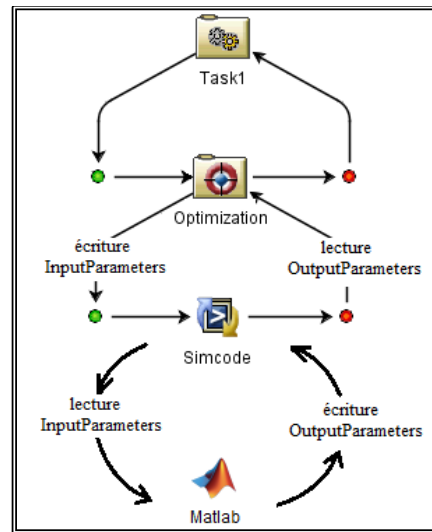 Task1
Optimization
écriture
InputParameters
lecture
OutputParameters
Simcode
lecture
InputParameters
écriture
OutputParameters
Matlab